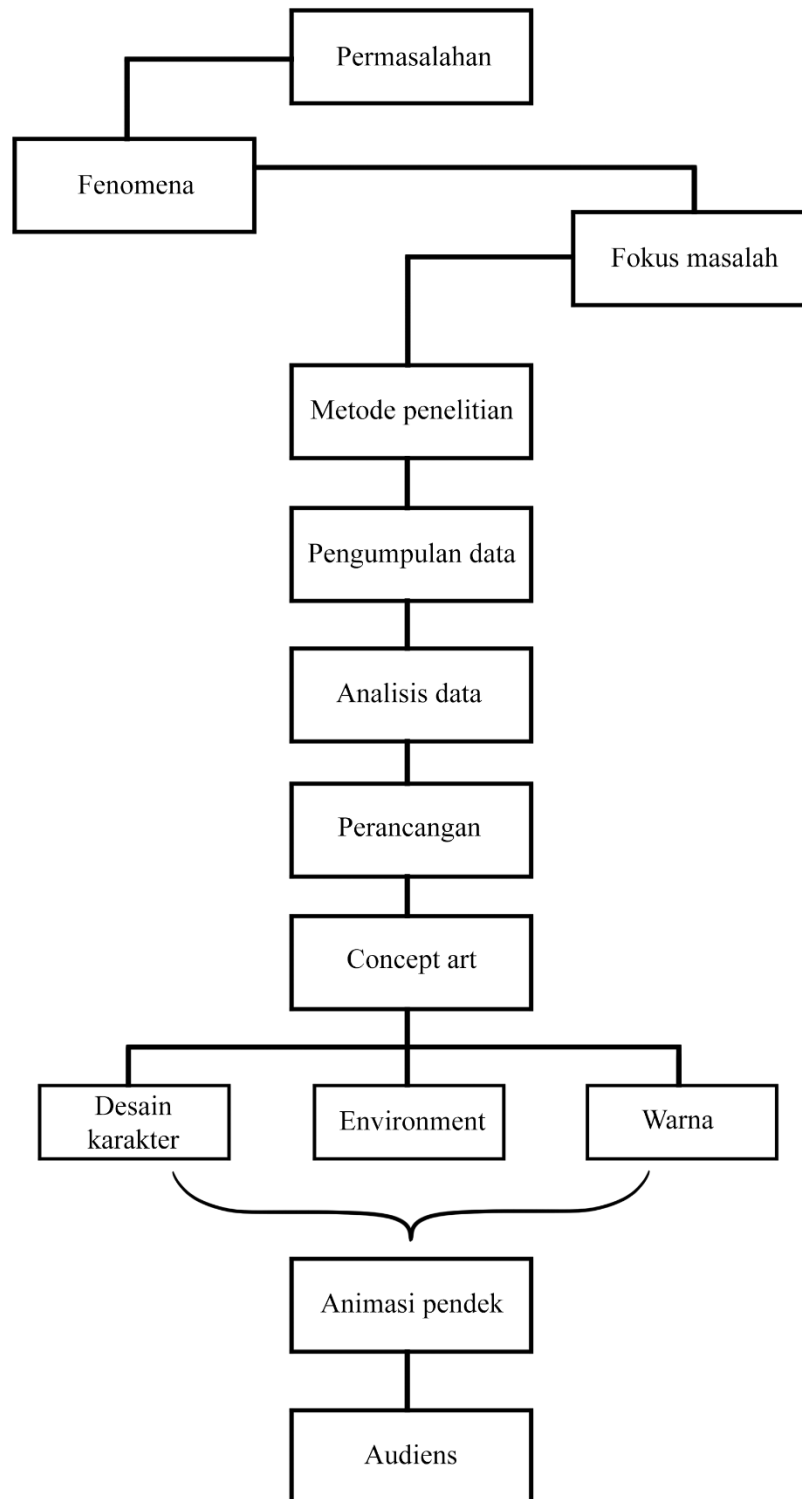 Permasalahan
Fenomena
Fokus masalah
Metode penelitian
Pengumpulan data
Analisis data
Perancangan
Concept art
Desain
karakter
Environment
Warna
Animasi pendek
Audiens